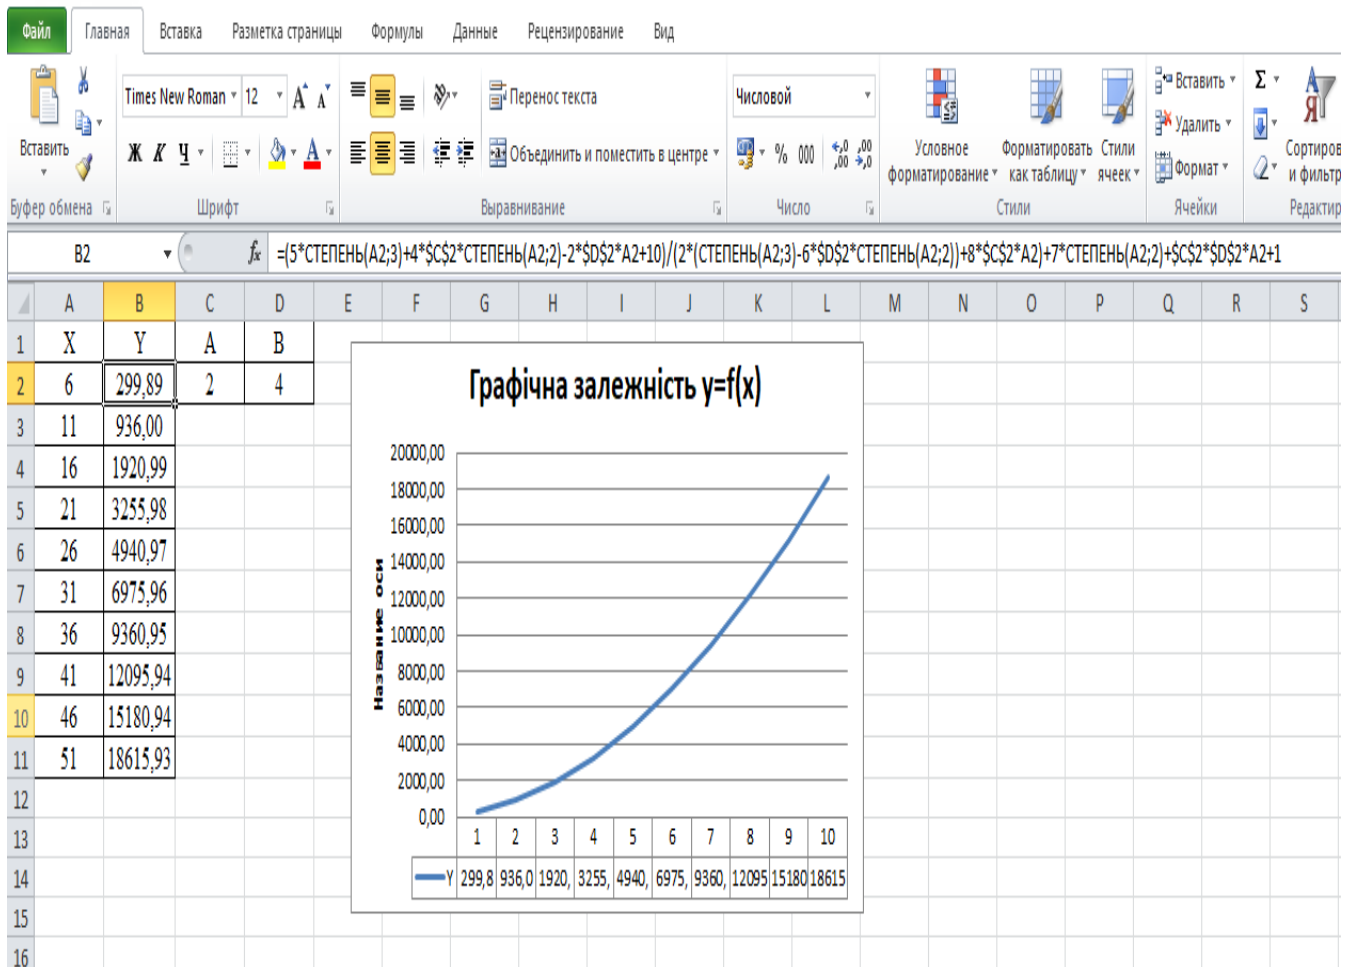 Файл Главная Вставка Разметка страницы Формулы Данные Рецензирование Вид
Times New Roman 12 Перенос текста Числовой Вставить Σ
Вставить Ж К Ч А Объединить и поместить в центре % 000 Условное форматирование Форматировать как таблицу Стили ячеек Удалить Формат Сортиров и фильтр
Буфер обмена Шрифт Выравнивание Число Стили Ячейки Редактир
B2 fx =(5*СТЕПЕНЬ(A2;3)+4*$C$2*СТЕПЕНЬ(A2;2)-2*$D$2*A2+10)/(2*(СТЕПЕНЬ(A2;3)-6*$D$2*СТЕПЕНЬ(A2;2))+8*$C$2*A2)+7*СТЕПЕНЬ(A2;2)+$C$2*$D$2*A2+1
A B C D E F G H I J K L M N O P Q R S
1 X Y A B
2 6 299,89 2 4
3 11 936,00
4 16 1920,99
5 21 3255,98
6 26 4940,97
7 31 6975,96
8 36 9360,95
9 41 12095,94
10 46 15180,94
11 51 18615,93
12
13
14
15
16
Графічна залежність y=f(x)
Название оси
20000,00
18000,00
16000,00
14000,00
12000,00
10000,00
8000,00
6000,00
4000,00
2000,00
0,00
1 2 3 4 5 6 7 8 9 10
Y 299,8 936,0 1920, 3255, 4940, 6975, 9360, 12095 15180 18615